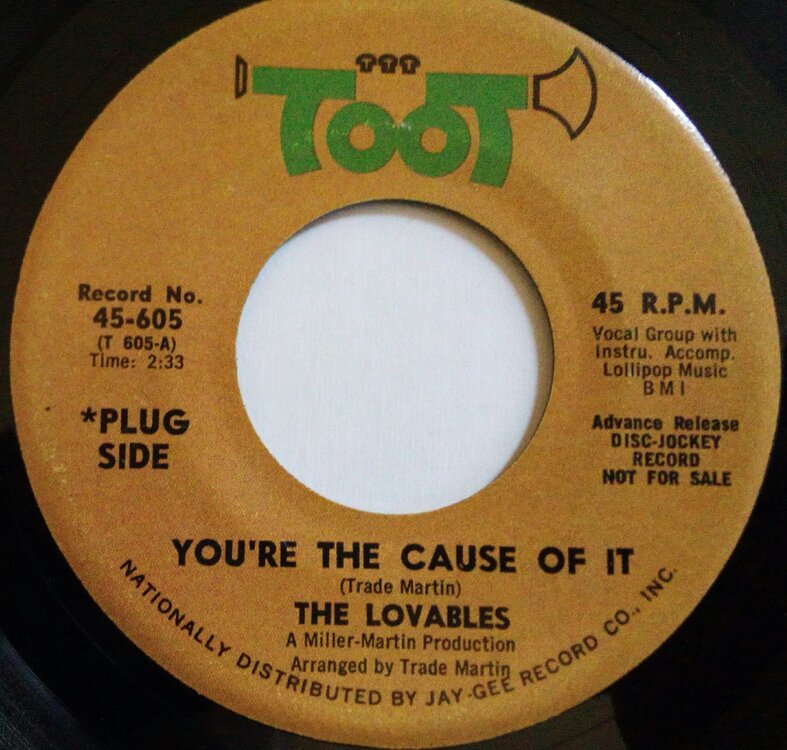 TTT
TOOT
Record No.
45-605
(T 605-A)
Time: 2:33
*PLUG
SIDE
45 R.P.M.
Vocal Group with
Instru. Accomp.
Lollipop Music
B M I
Advance Release
DISC-JOCKEY
RECORD
NOT FOR SALE
YOU'RE THE CAUSE OF IT
(Trade Martin)
THE LOVABLES
A Miller-Martin Production
Arranged by Trade Martin
NATIONALLY DISTRIBUTED BY JAY-GEE RECORD CO., INC.